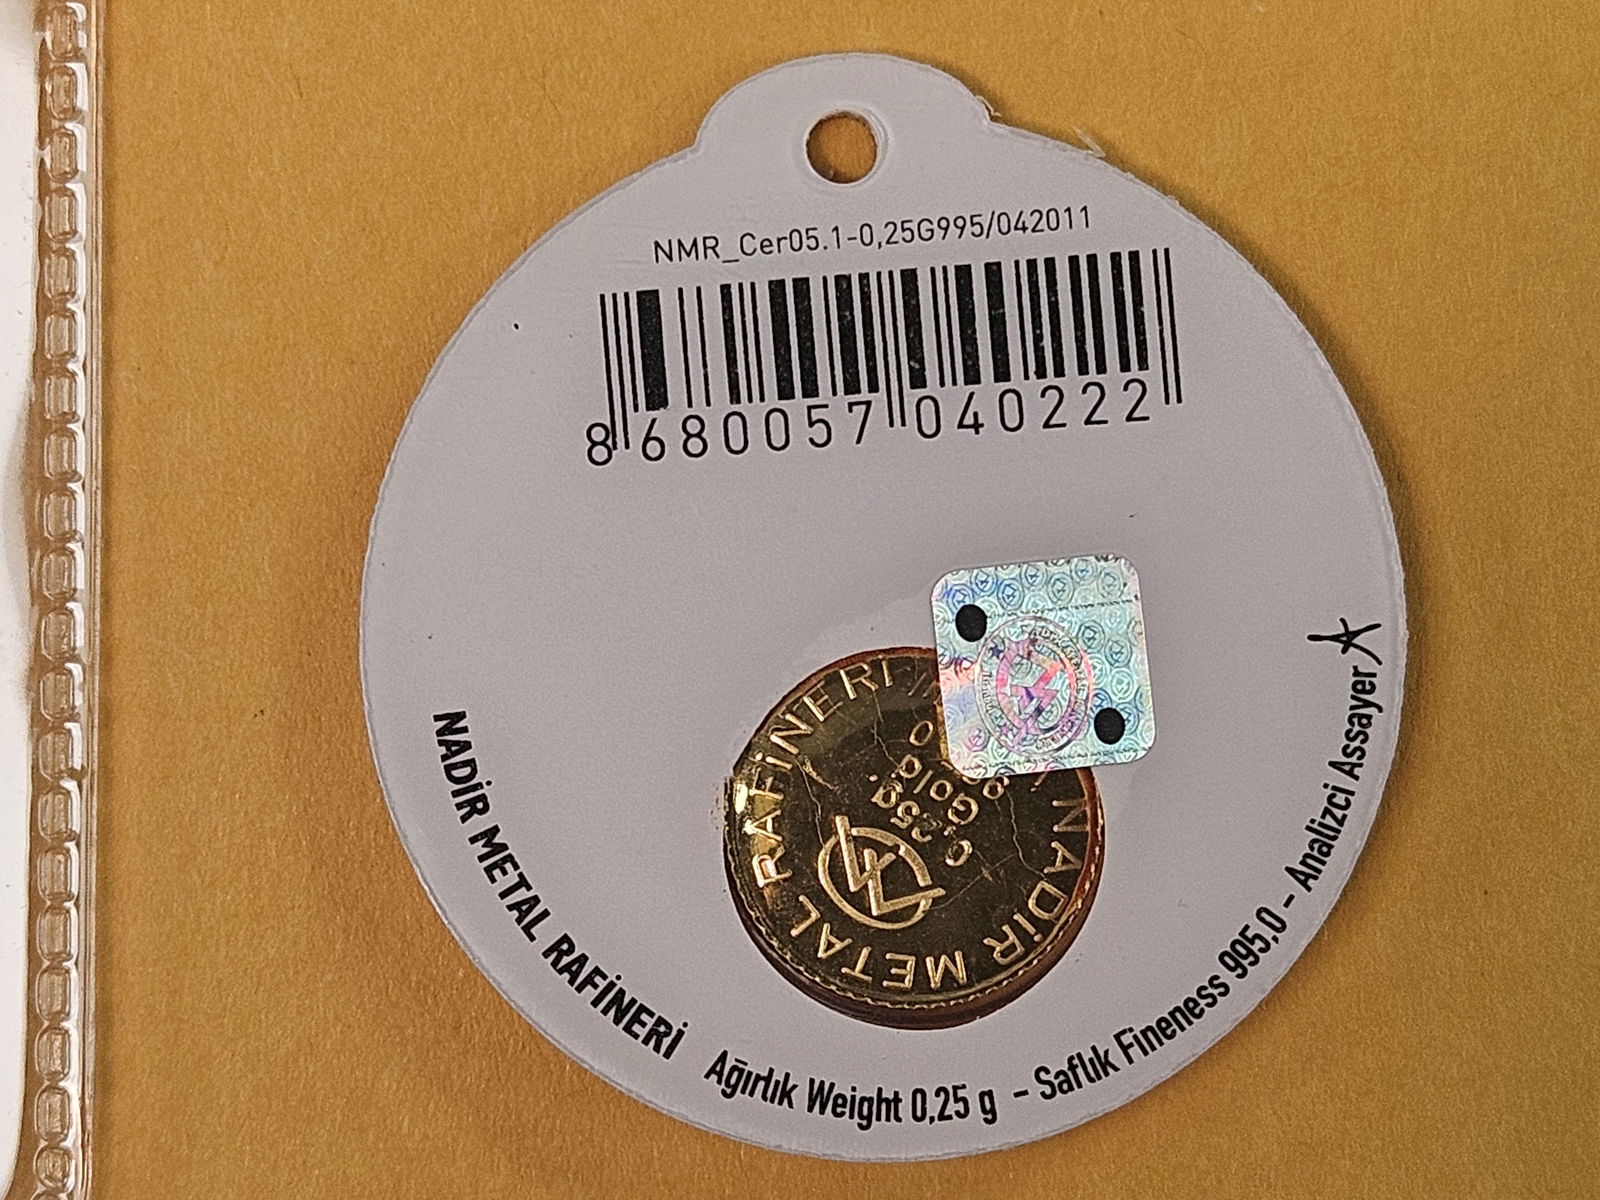 NMR_Cer05.1-0,25G995/042011
8 680057 040222
NADİR METAL RAFİNERİ
Ağırlık Weight 0,25 g – Saflık Fineness 995,0 – Analizci Assayer
NADİR METAL RAFİNERİ
0,25g.
Gold